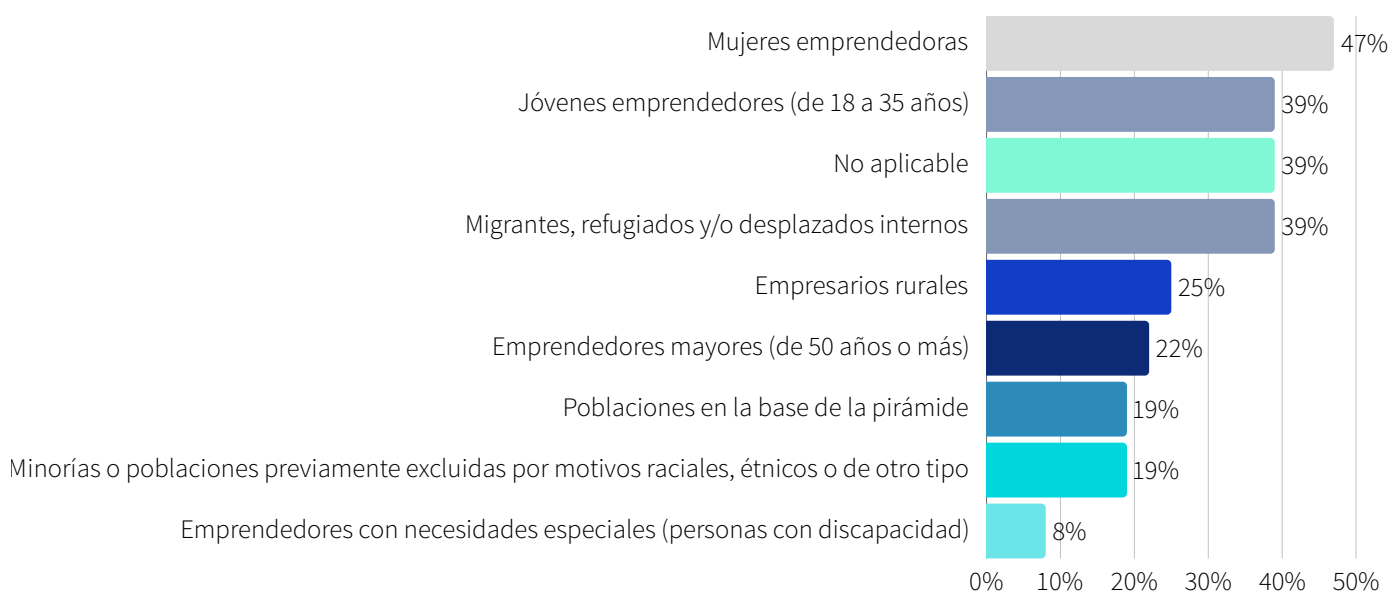 Mujeres emprendedoras 47%
Jóvenes emprendedores (de 18 a 35 años) 39%
No aplicable 39%
Migrantes, refugiados y/o desplazados internos 39%
Empresarios rurales 25%
Emprendedores mayores (de 50 años o más) 22%
Poblaciones en la base de la pirámide 19%
Minorías o poblaciones previamente excluidas por motivos raciales, étnicos o de otro tipo 19%
Emprendedores con necesidades especiales (personas con discapacidad) 8%
0% 10% 20% 30% 40% 50%